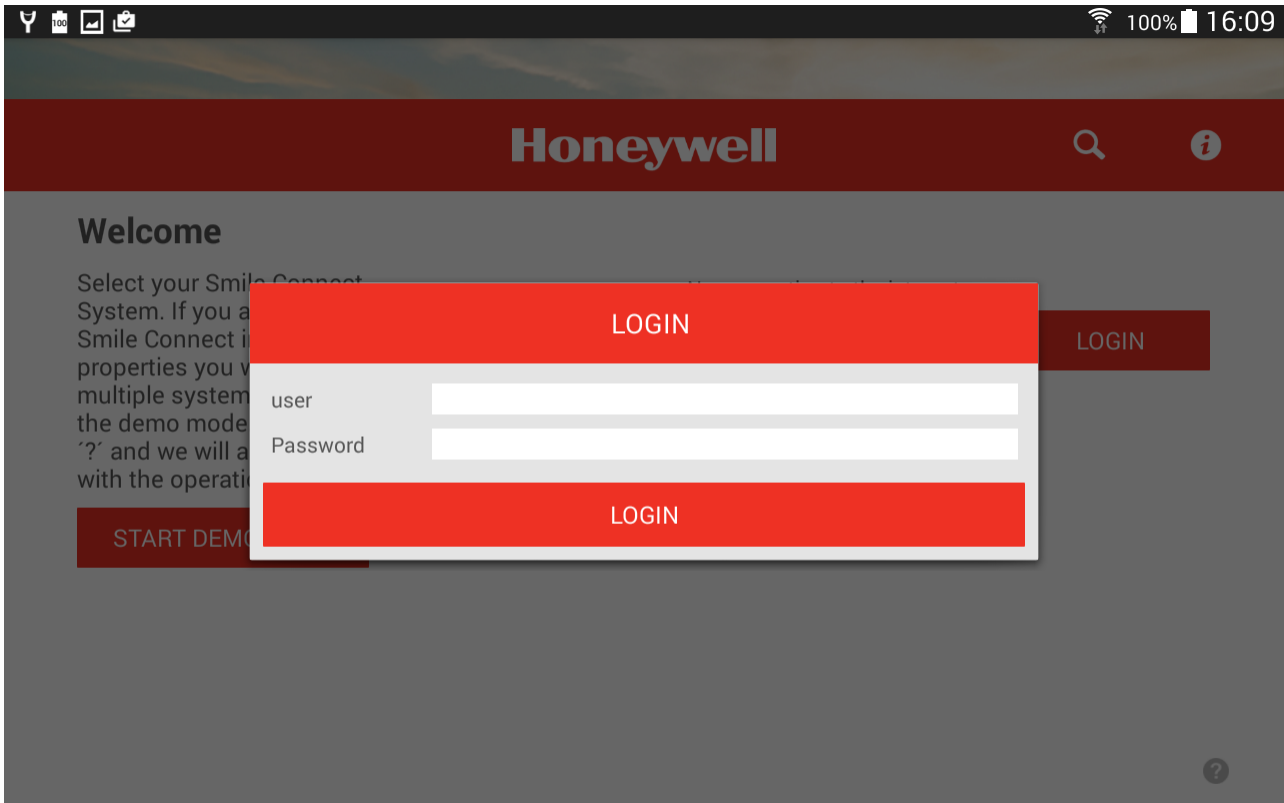 100 100% 16:09
Honeywell
Welcome
Select your Smile Connect
System. If you a
Smile Connect i
properties you
multiple system
the demo mode
´?´ and we will a
with the operati
START DEMO
LOGIN
LOGIN
user
Password
LOGIN
?